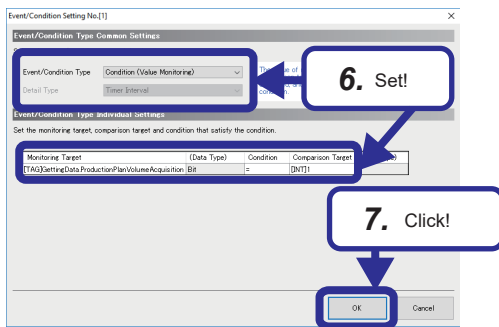 Event/Condition Setting No.[1]
Event/Condition Type Common Settings
Event/Condition Type Condition (Value Monitoring)
Detail Type Timer Interval
6. Set!
Event/Condition Type Individual Settings
Set the monitoring target, comparison target and condition that satisfy the condition.
Monitoring Target (Data Type) Condition Comparison Target
[TAG]GettingData.ProductionPlanVolumeAcquisition Bit = [INT]1
7. Click!
OK Cancel